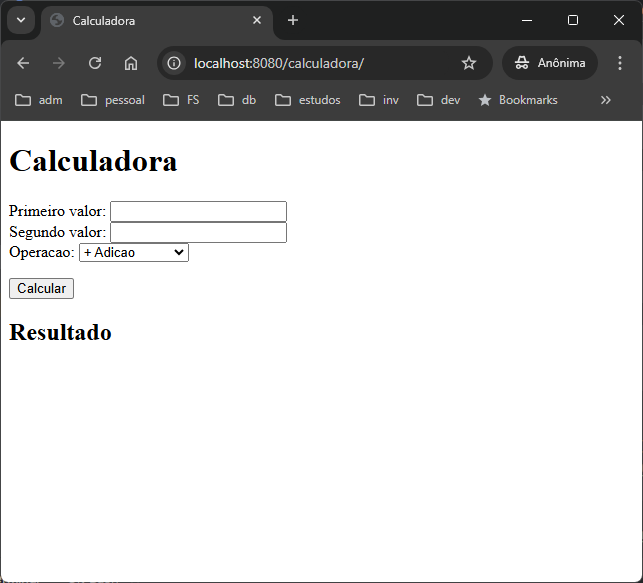 Calculadora
localhost:8080/calculadora/
Anônima
adm pessoal FS db estudos inv dev Bookmarks
Calculadora
Primeiro valor:
Segundo valor:
Operacao: + Adicao
Calcular
Resultado